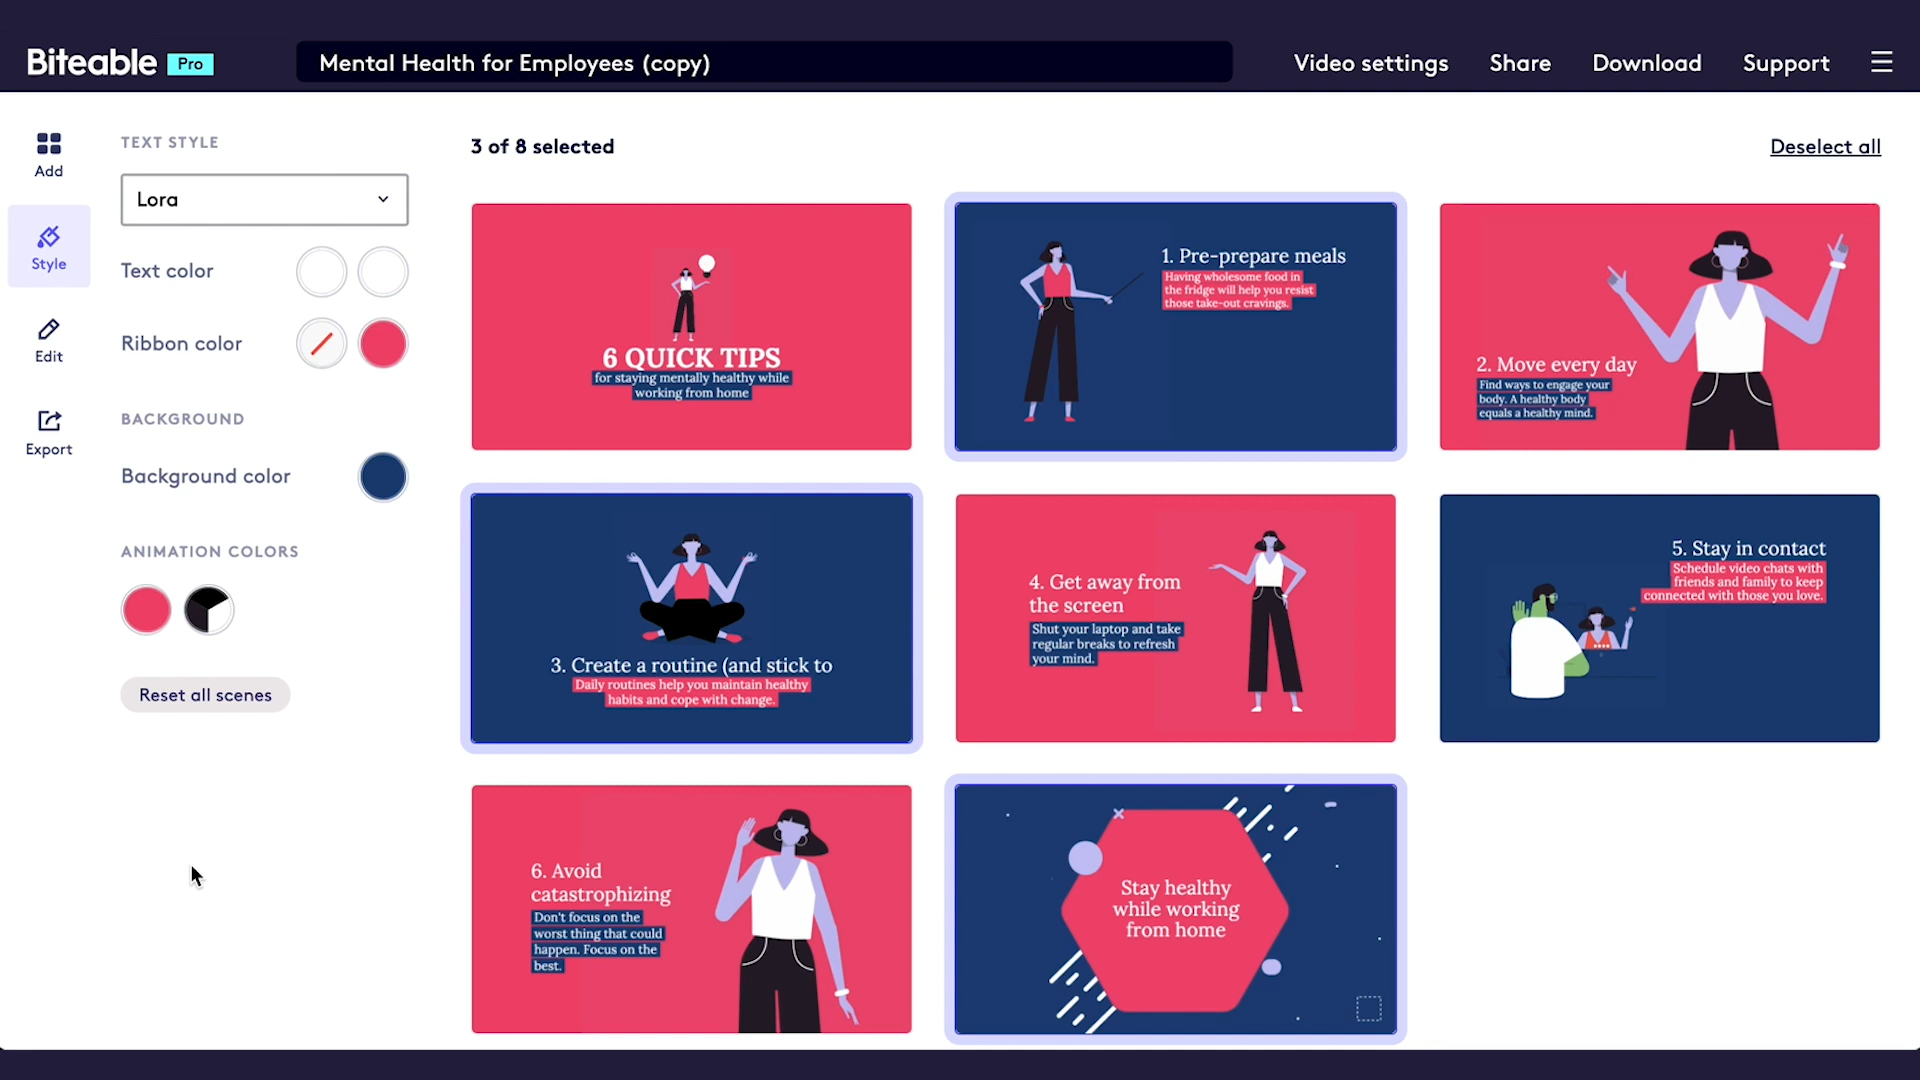 Biteable Pro
Mental Health for Employees (copy)
Video settings
Share
Download
Support
Add
Style
Edit
Export
TEXT STYLE
Lora
Text color
Ribbon color
BACKGROUND
Background color
ANIMATION COLORS
Reset all scenes
3 of 8 selected
Deselect all
6 QUICK TIPS
for staying mentally healthy while
working from home
1. Pre-prepare meals
Having wholesome food in
the fridge will help you resist
those take-out cravings.
2. Move every day
Find ways to engage your
body. A healthy body
equals a healthy mind.
3. Create a routine (and stick to
Daily routines help you maintain healthy
habits and cope with change.
4. Get away from
the screen
Shut your laptop and take
regular breaks to refresh
your mind.
5. Stay in contact
Schedule video chats with
friends and family to keep
connected with those you love.
6. Avoid
catastrophizing
Don't focus on the
worst thing that could
happen. Focus on the
best.
Stay healthy
while working
from home